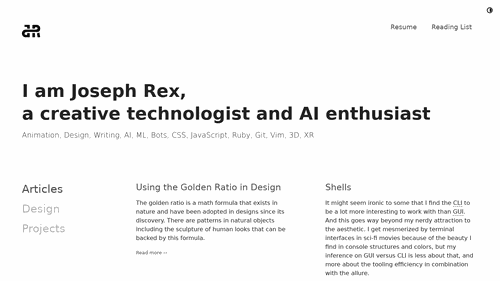 Resume Reading List
I am Joseph Rex,
a creative technologist and AI enthusiast
Animation, Design, Writing, AI, ML, Bots, CSS, JavaScript, Ruby, Git, Vim, 3D, XR
Articles
Design
Projects
Using the Golden Ratio in Design
The golden ratio is a math formula that exists in
nature and have been adopted in designs since its
discovery. There are patterns in natural objects
including the sculpture of human looks that can be
backed by this formula.
Read more ››
Shells
It might seem ironic to some that I find the CLI to
be a lot more interesting to work with than GUI.
And this goes way beyond my nerdy attraction to
the aesthetic. I get mesmerized by terminal
interfaces in sci-fi movies because of the beauty I
find in console structures and colors, but my
inference on GUI versus CLI is less about that, and
more about the tooling efficiency in combination
with the allure.